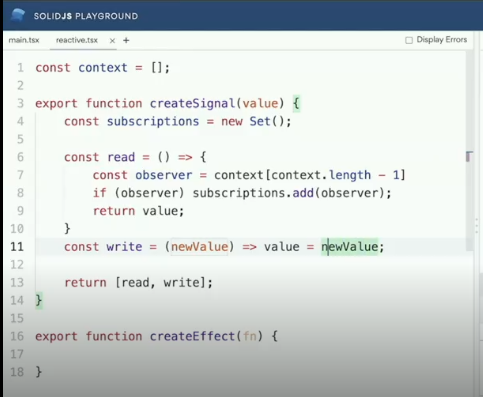 SOLIDJS PLAYGROUND
main.tsx reactive.tsx × + Display Errors
1 const context = [];
2
3 export function createSignal(value) {
4 const subscriptions = new Set();
5
6 const read = () => {
7 const observer = context[context.length - 1]
8 if (observer) subscriptions.add(observer);
9 return value;
10 }
11 const write = (newValue) => value = newValue;
12
13 return [read, write];
14 }
15
16 export function createEffect(fn) {
17
18 }